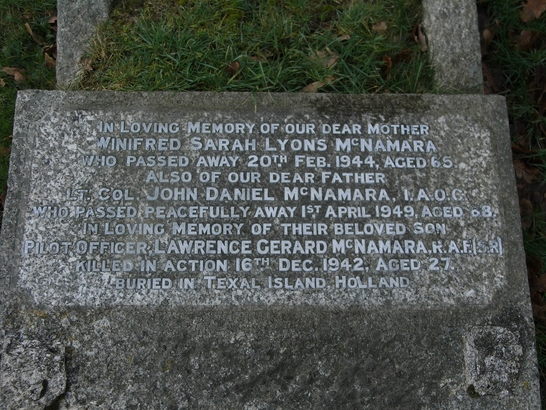 In Loving Memory of our dear Mother
Winifred Sarah Lyons McNamara
who passed away 20th Feb. 1944, aged 65.
Also of our dear Father
Lt. Col. John Daniel McNamara, I.A.O.C.
who passed peacefully away 1st April 1949, aged 68.
In loving memory of their beloved son
Pilot Officer, Lawrence Gerard McNamara, R.A.F. (S.R)
Killed in action 16th Dec. 1942, aged 27.
Buried in Texal Island, Holland.